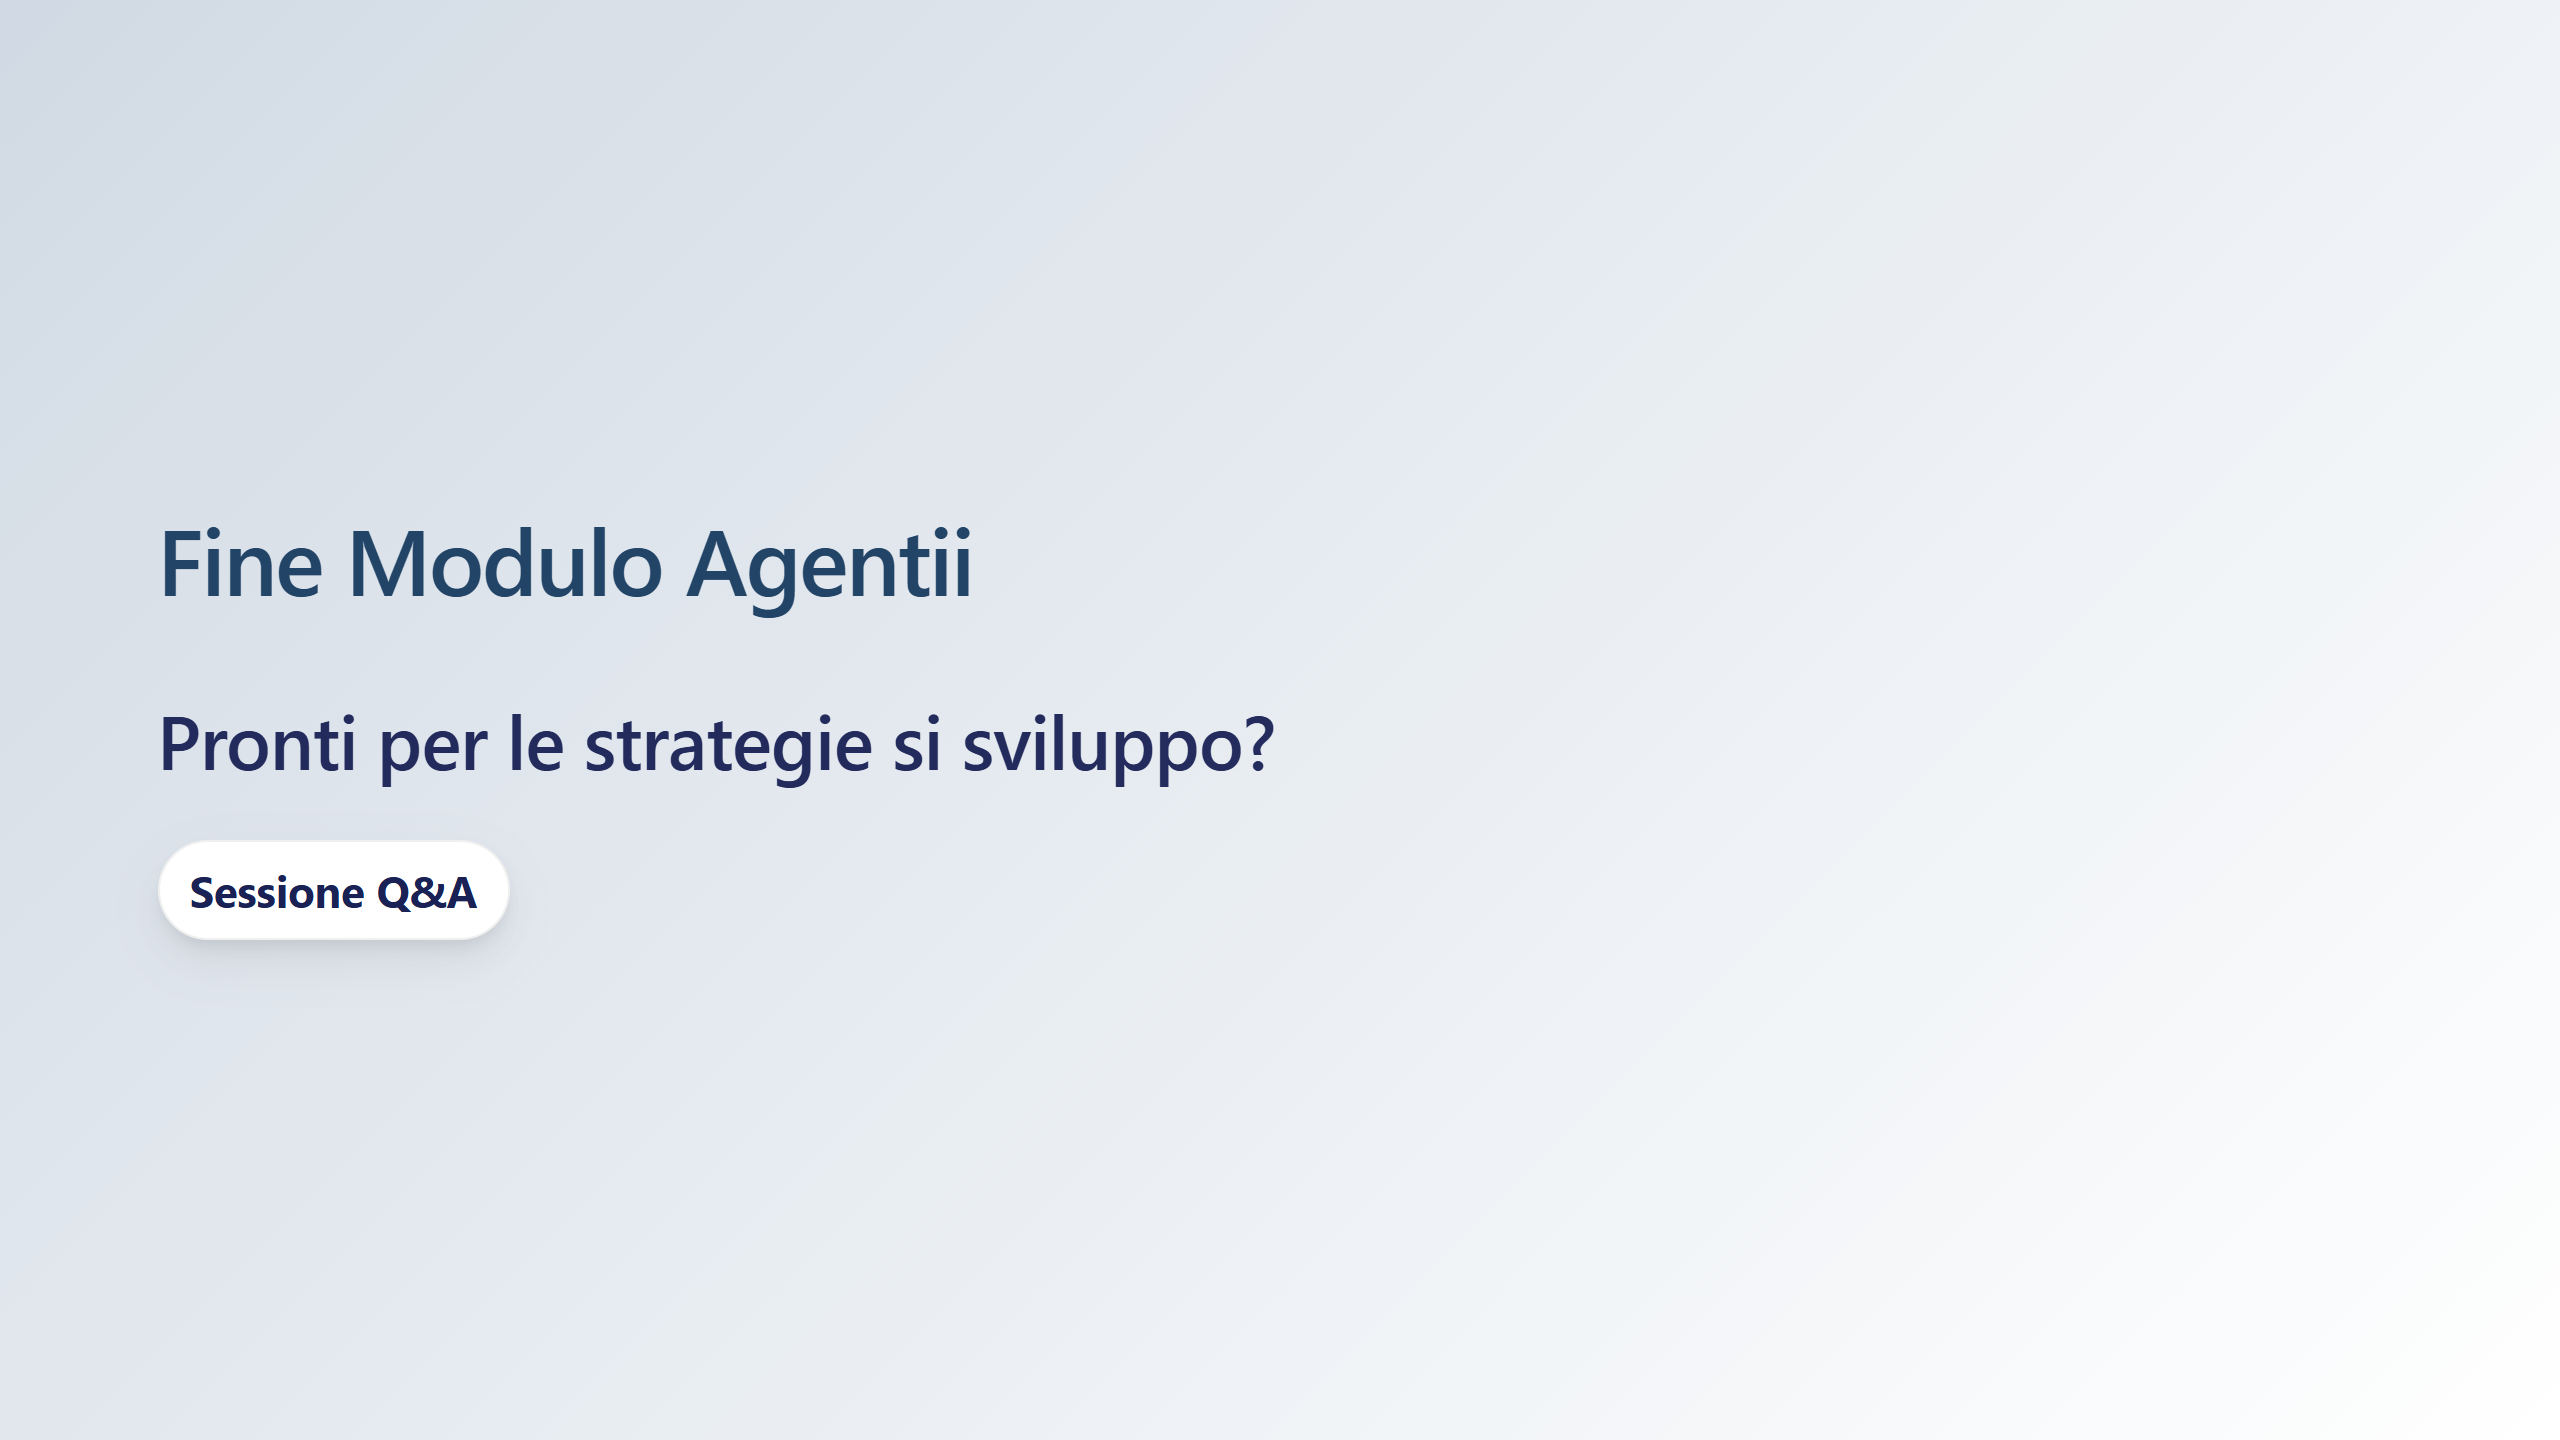 Fine Modulo Agentii
Pronti per le strategie si sviluppo?
Sessione Q&A